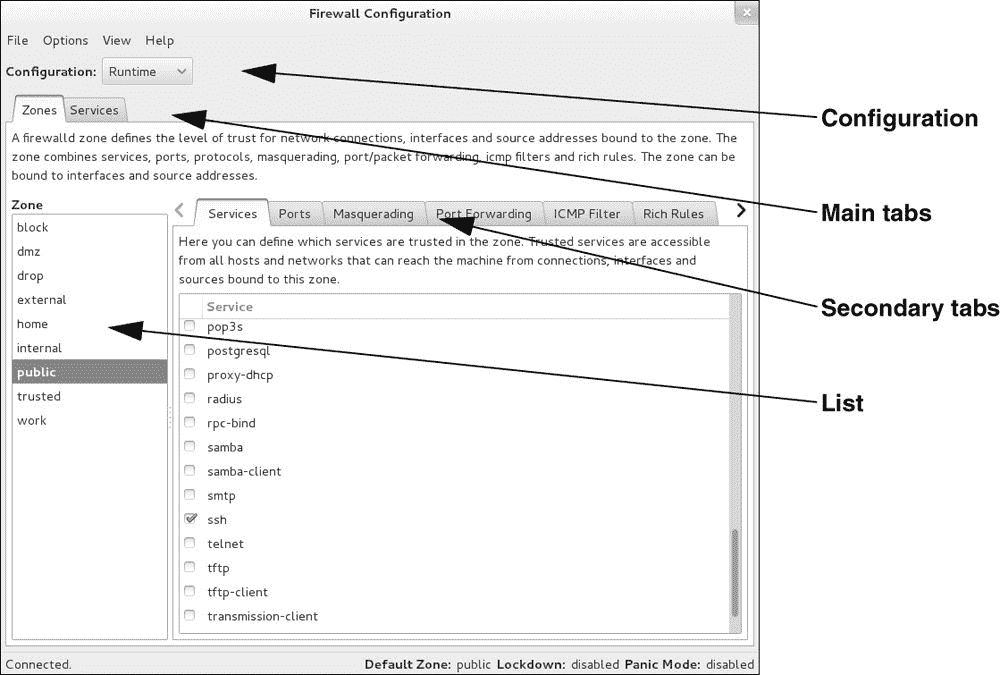 Firewall Configuration
File Options View Help
Configuration: Runtime
Configuration
Zones Services
A firewalld zone defines the level of trust for network connections, interfaces and source addresses bound to the zone. The
zone combines services, ports, protocols, masquerading, port/packet forwarding, icmp filters and rich rules. The zone can be
bound to interfaces and source addresses.
Main tabs
Zone
block
dmz
drop
external
home
internal
public
trusted
work
Services Ports Masquerading Port Forwarding ICMP Filter Rich Rules
Here you can define which services are trusted in the zone. Trusted services are accessible
from all hosts and networks that can reach the machine from connections, interfaces and
sources bound to this zone.
Secondary tabs
Service
pop3s
postgresql
proxy-dhcp
radius
rpc-bind
samba
samba-client
smtp
ssh
telnet
tftp
tftp-client
transmission-client
List
Connected.
Default Zone: public Lockdown: disabled Panic Mode: disabled